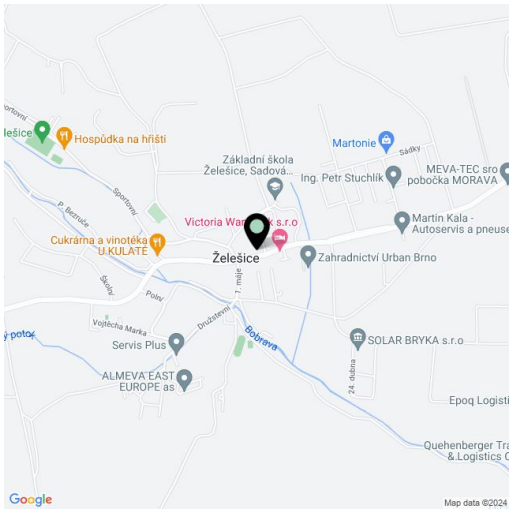 Sportovní
lešice
Hospůdka na hřišti
Martonie
Sádky
Základní škola
Želešice, Sadová...
MEVA-TEC sro
pobočka MORAVA
Ing. Petr Stuchlík
Sportovní
P. Bezruče
Victoria War
k s.r.o
Martin Kala -
Autoservis a pneuse
Cukrárna a vinotéka
U KULATÉ
Želešice
Zahradnictví Urban Brno
Školní
Polní
7. máje
Družstevní
Vojtěcha Marka
ý potok
Servis Plus
Bobrava
SOLAR BRYKA s.r.o
ALMEVA EAST
EUROPE as
24. dubna
Epoq Logisti
Quehenberger Tra
& Logistics C
Google
Map data ©2024